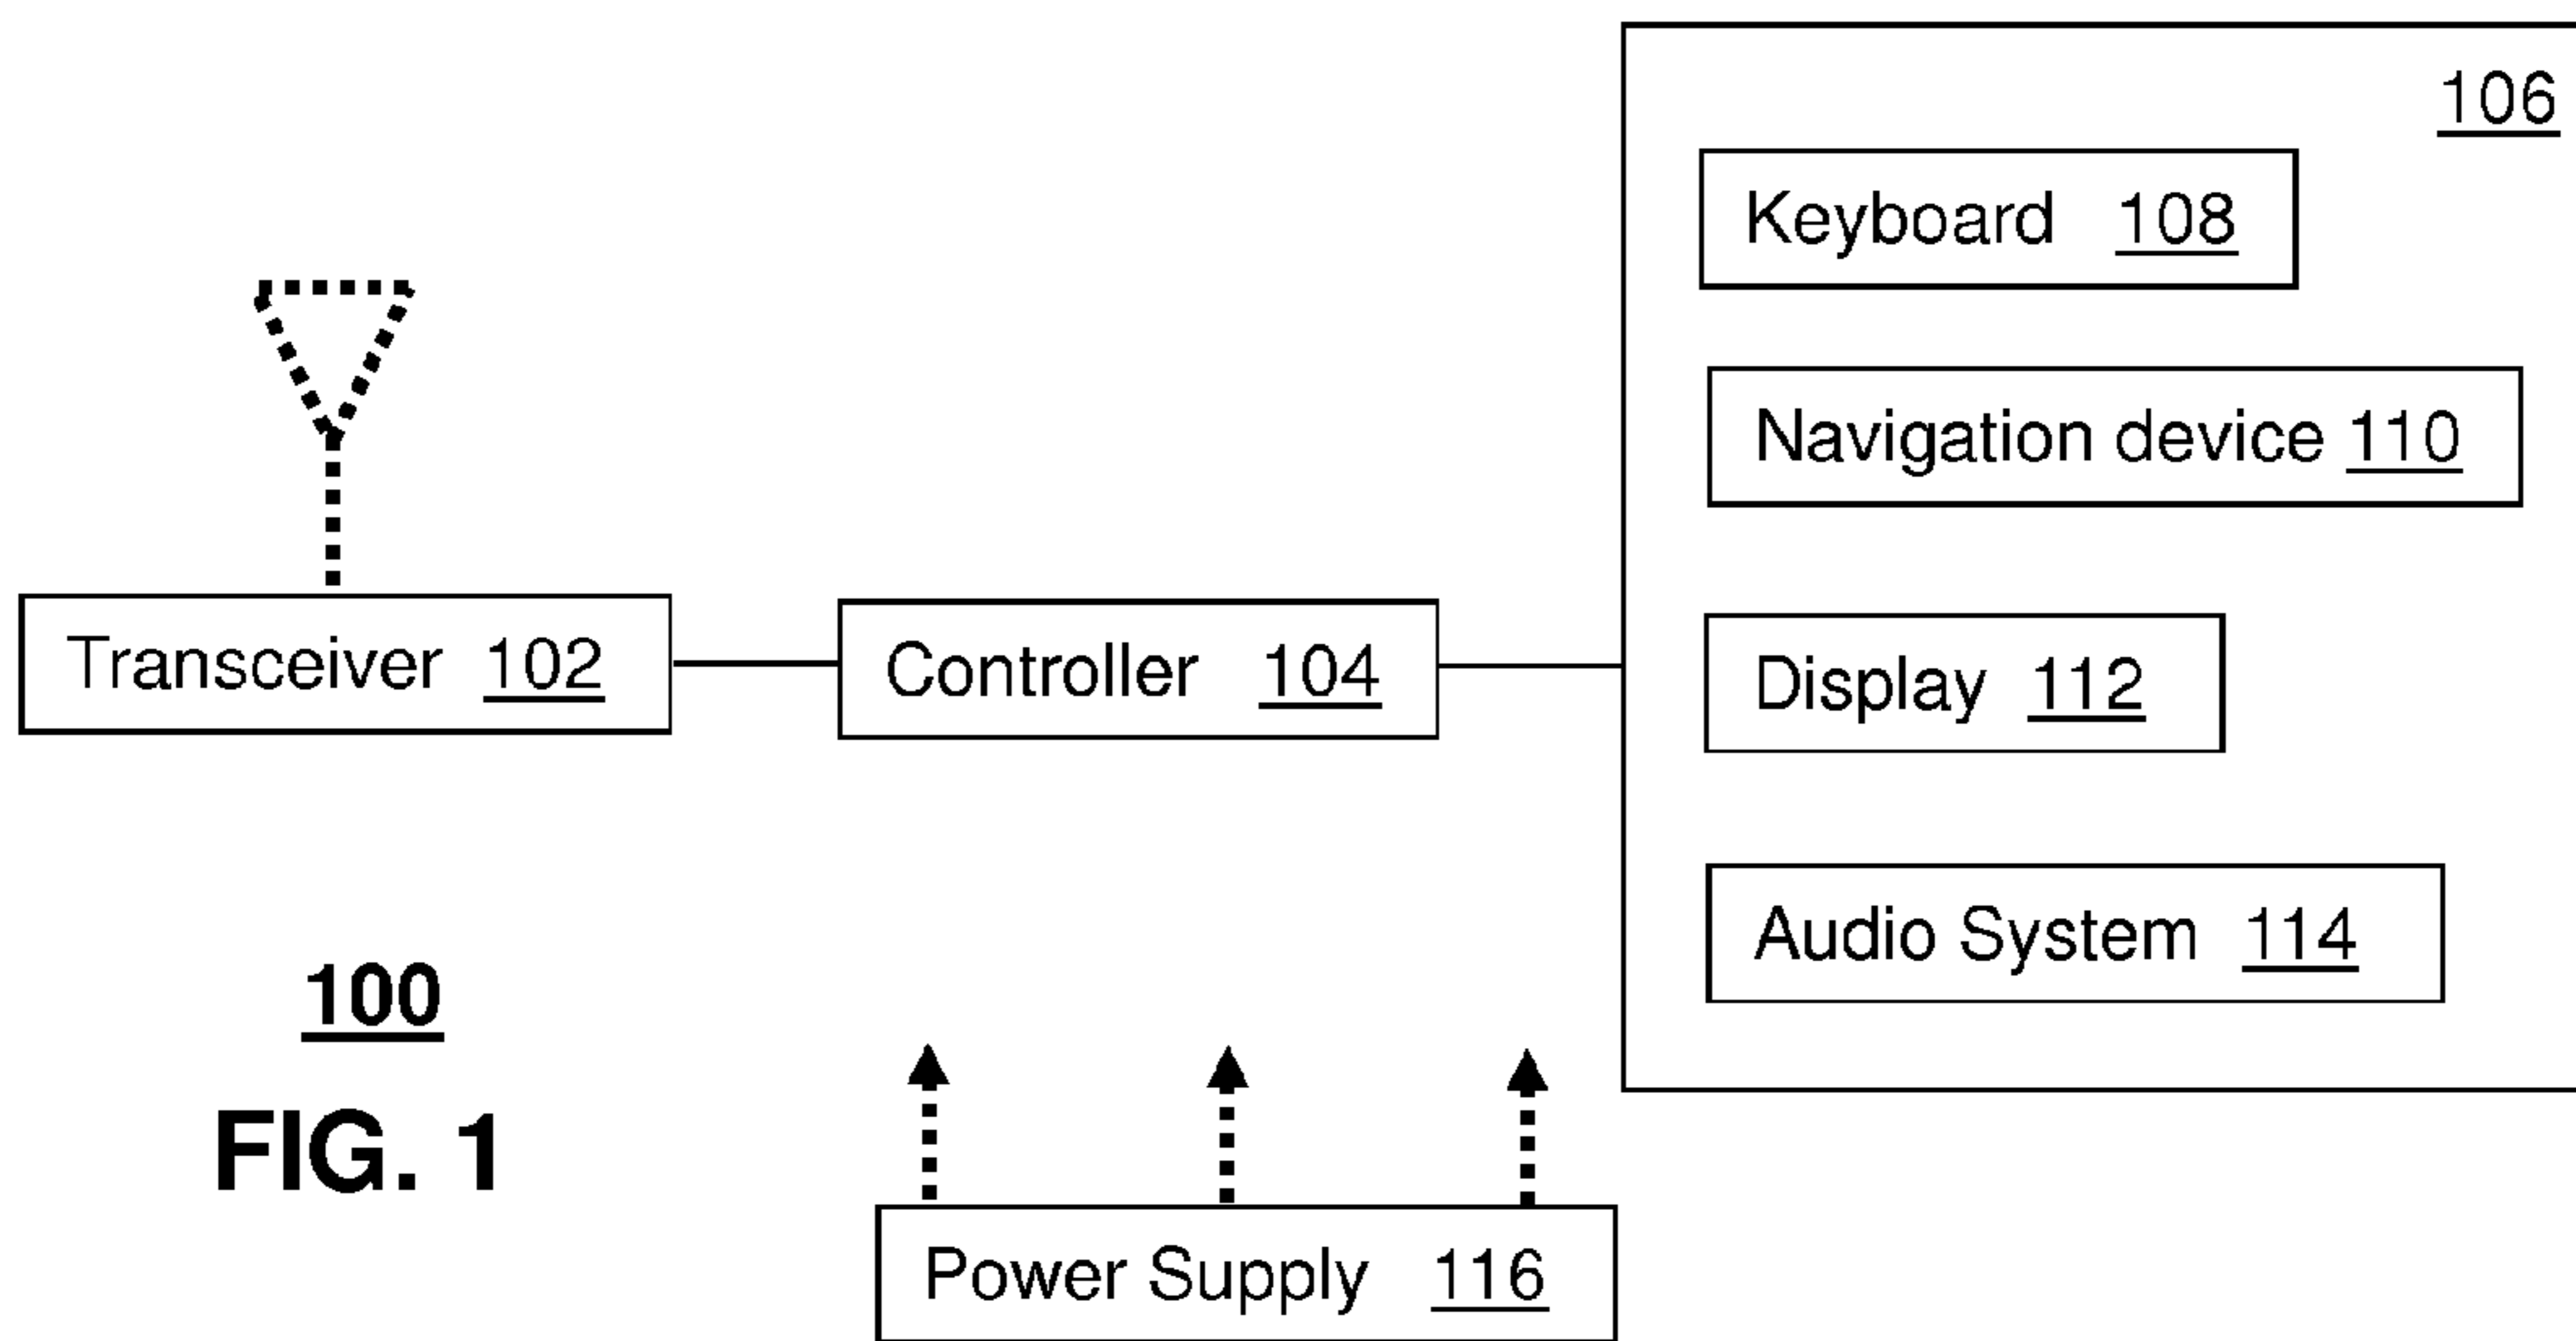 106
Keyboard 108
Navigation device 110
Transceiver 102
Controller 104
Display 112
Audio System 114
100
FIG. 1
Power Supply 116